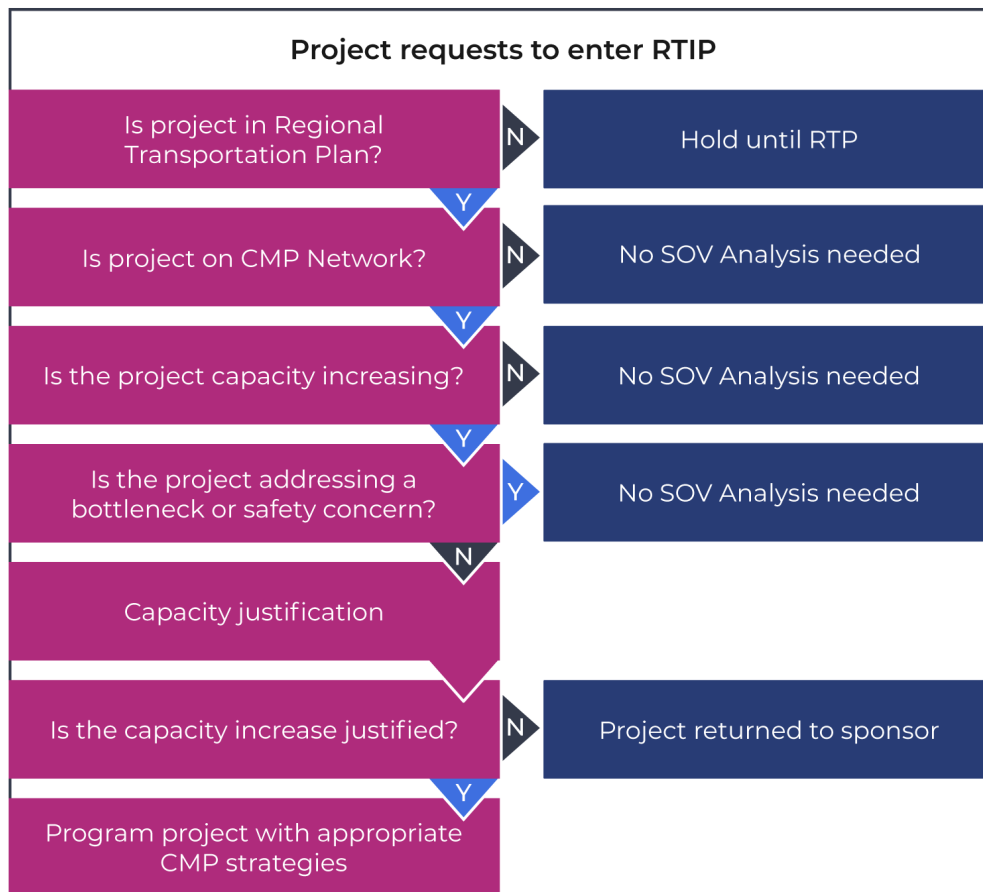 Project requests to enter RTIP
Is project in Regional
Transportation Plan?
N
Hold until RTP
Y
Is project on CMP Network?
N
No SOV Analysis needed
Y
Is the project capacity increasing?
N
No SOV Analysis needed
Y
Is the project addressing a
bottleneck or safety concern?
Y
No SOV Analysis needed
N
Capacity justification
Is the capacity increase justified?
N
Project returned to sponsor
Y
Program project with appropriate
CMP strategies